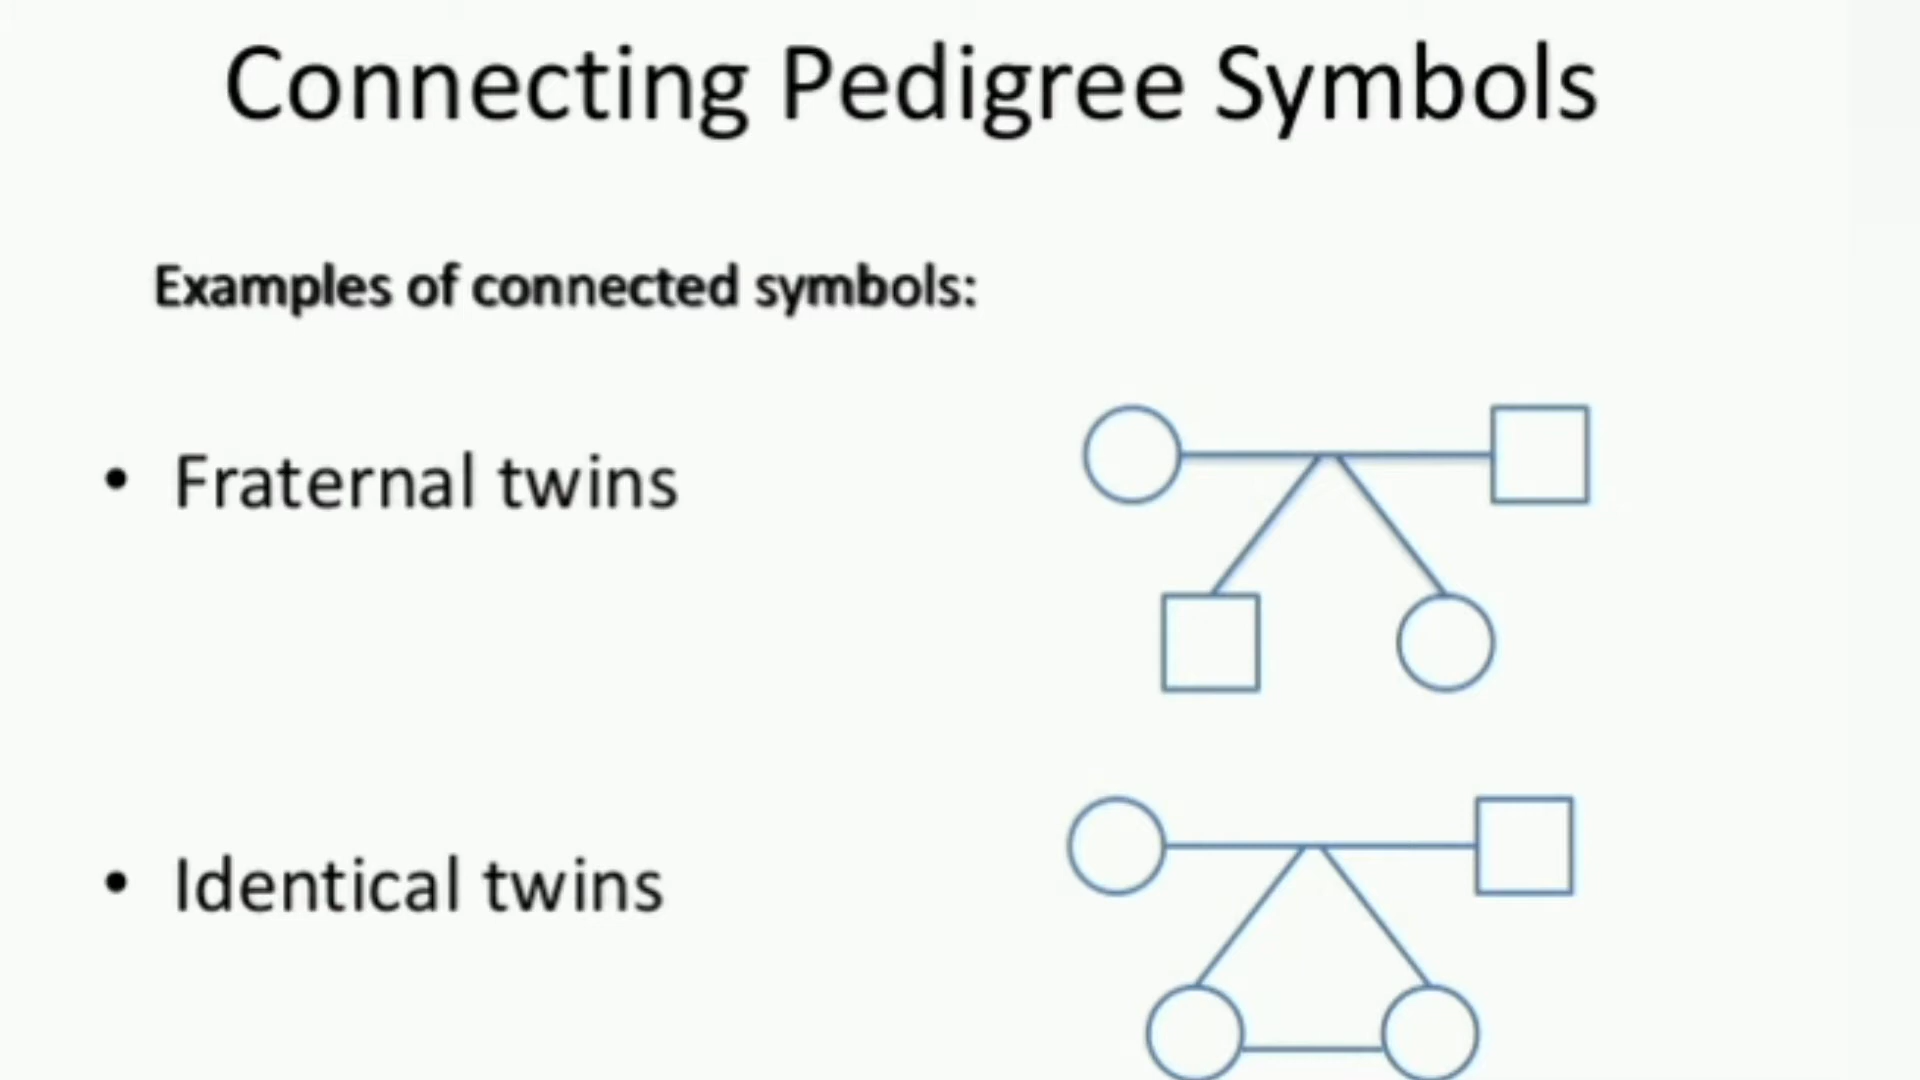 Connecting Pedigree Symbols
Examples of connected symbols:
• Fraternal twins
• Identical twins